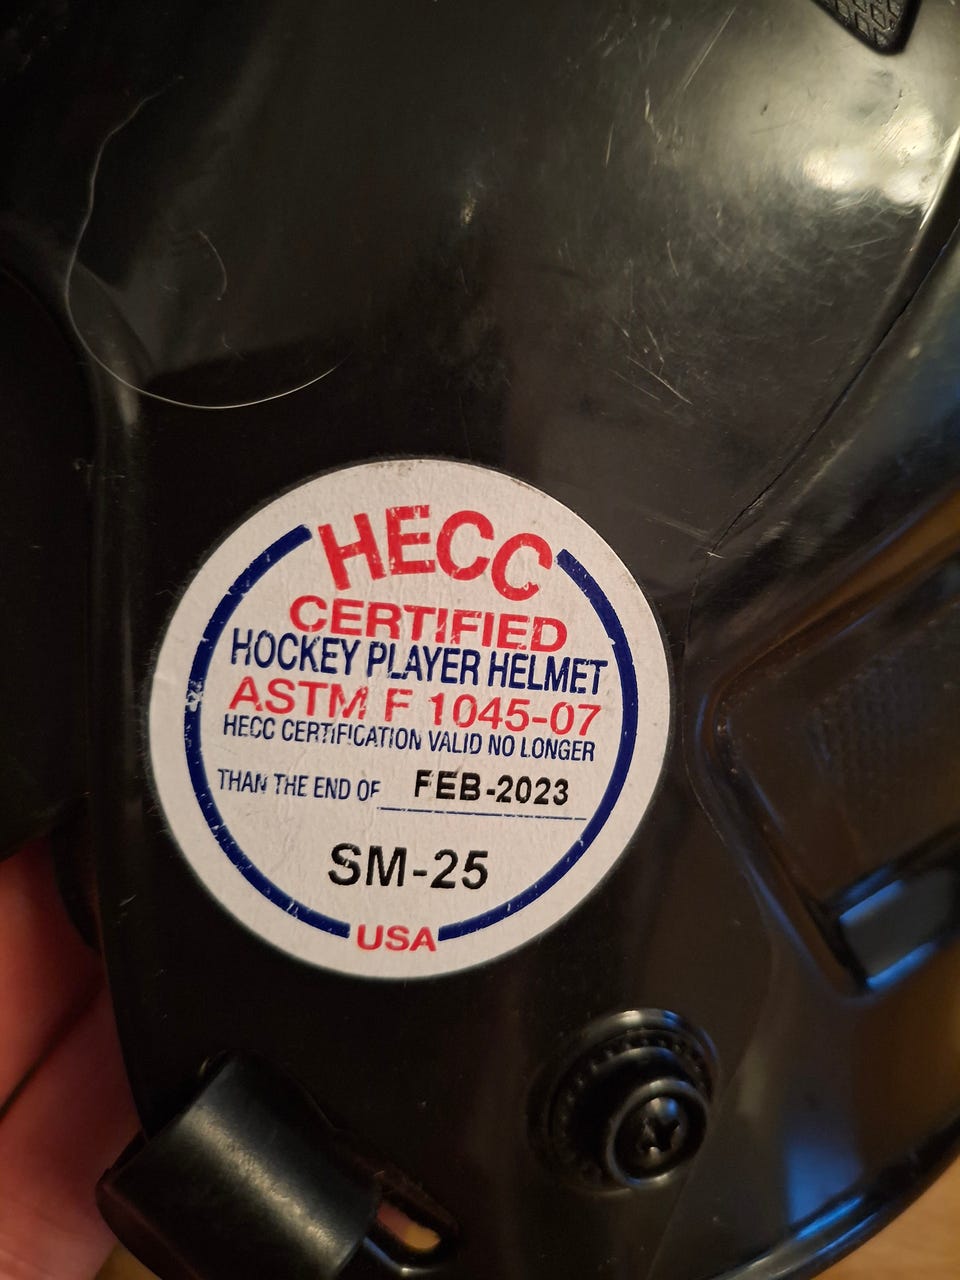 HECC
CERTIFIED
HOCKEY PLAYER HELMET
ASTM F 1045-07
HECC CERTIFICATION VALID NO LONGER
THAN THE END OF FEB-2023
SM-25
USA